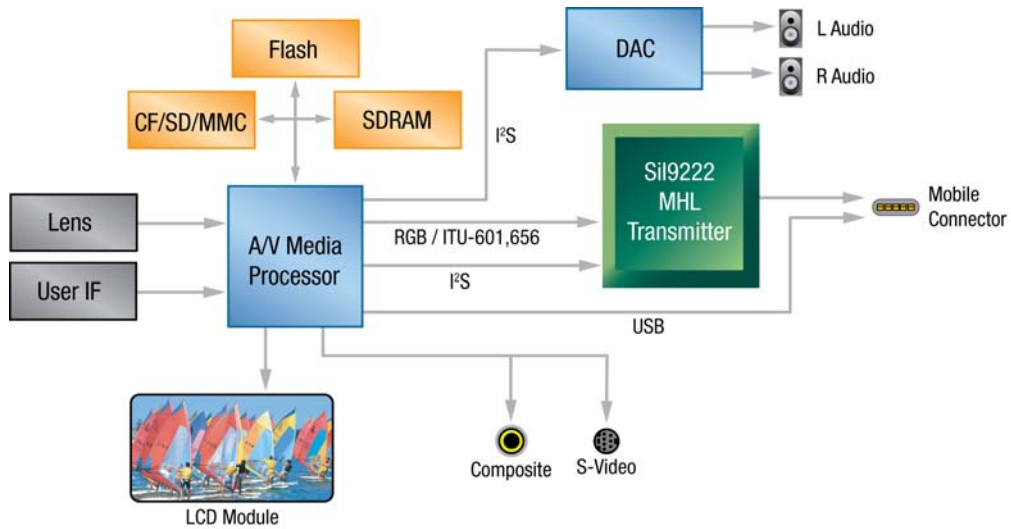 Flash
CF/SD/MMC
SDRAM
DAC
L Audio
R Audio
I²S
Lens
User IF
A/V Media
Processor
RGB / ITU-601,656
I²S
SiI9222
MHL
Transmitter
Mobile
Connector
USB
LCD Module
Composite
S-Video